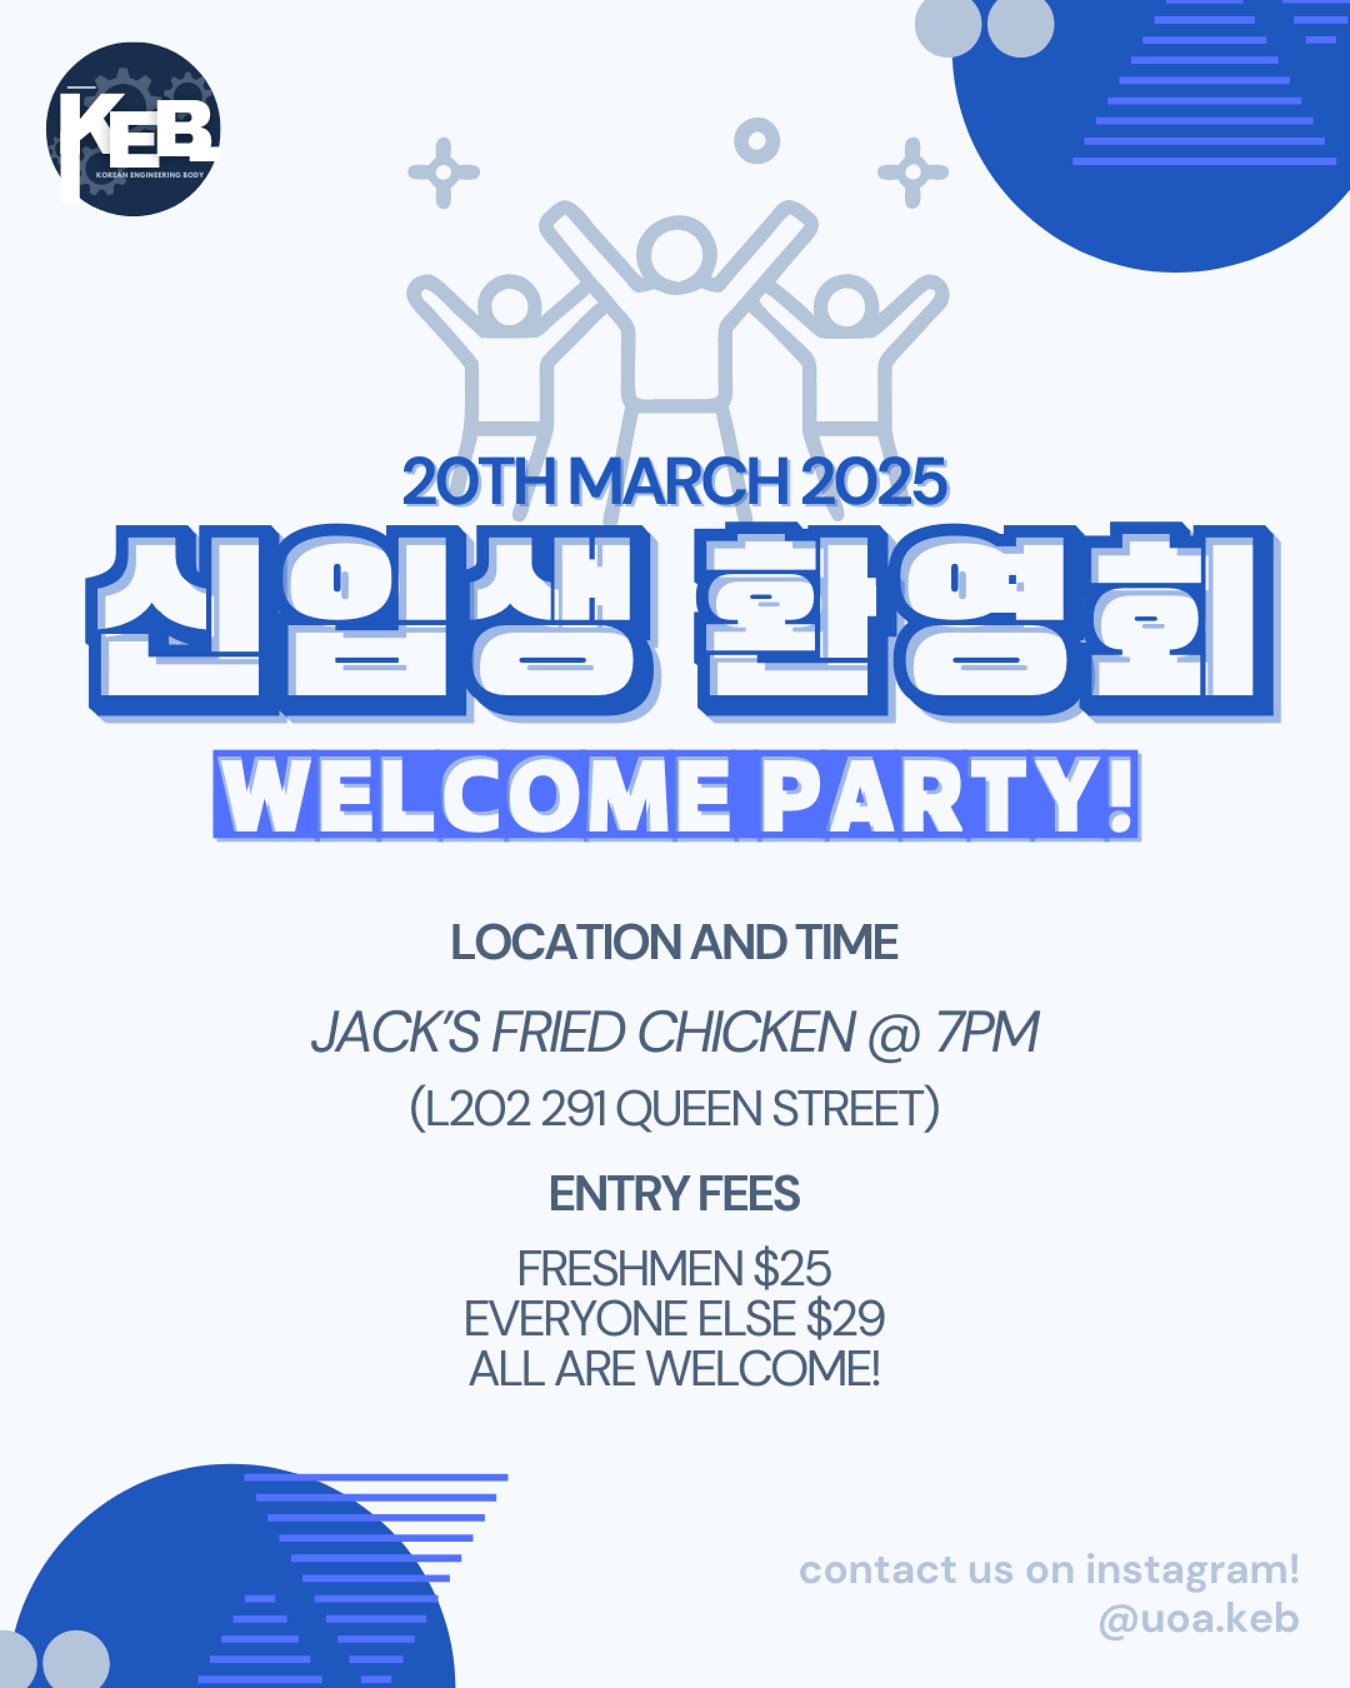 KEB
KOREAN ENGINEERING BODY
20TH MARCH 2025
신입생 환영회
WELCOME PARTY!
LOCATION AND TIME
JACK'S FRIED CHICKEN @ 7PM
(L202 291 QUEEN STREET)
ENTRY FEES
FRESHMEN $25
EVERYONE ELSE $29
ALL ARE WELCOME!
contact us on instagram!
@uoa.keb